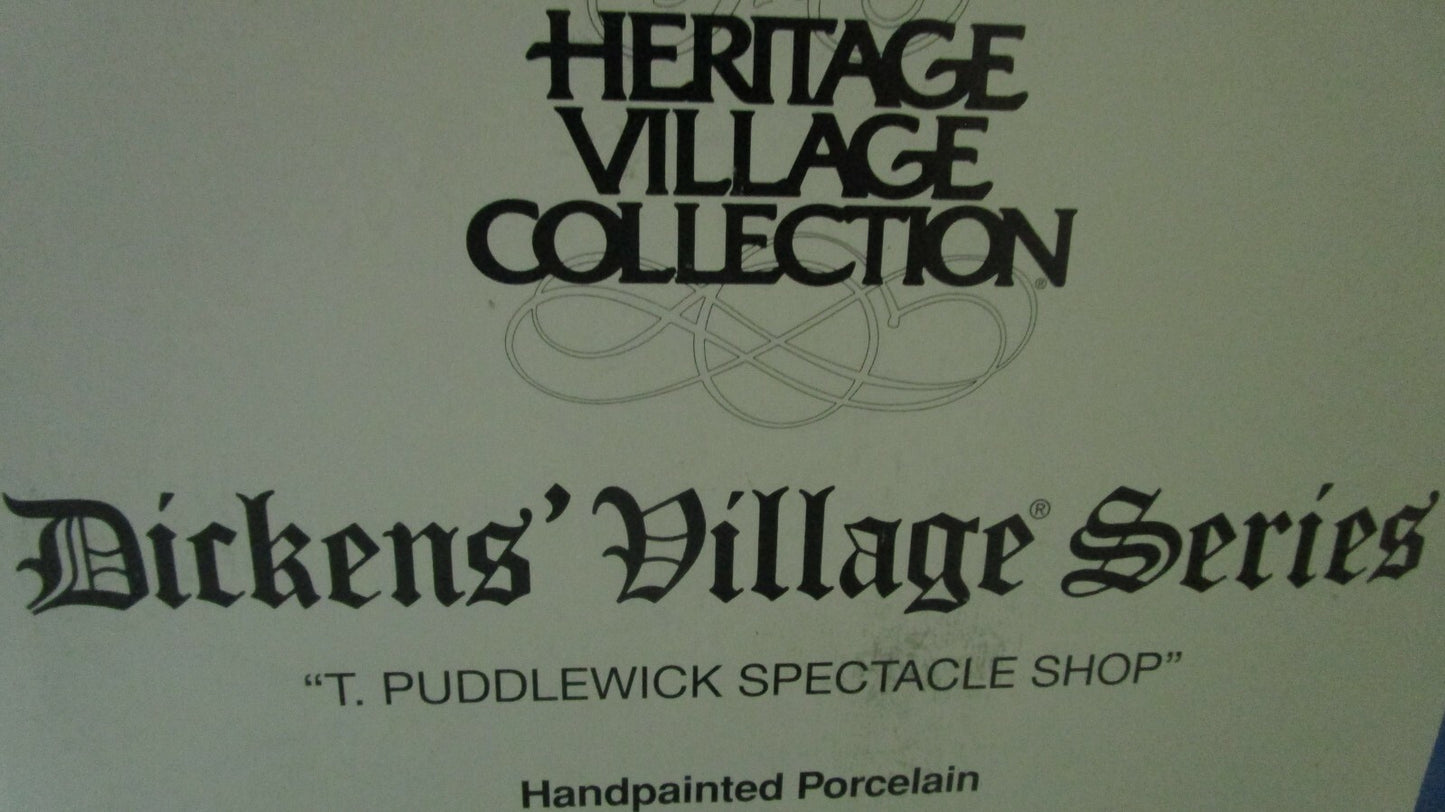 HERITAGE
VILLAGE
COLLECTION®
Dickens' Village® Series
“T. PUDDLEWICK SPECTACLE SHOP”
Handpainted Porcelain